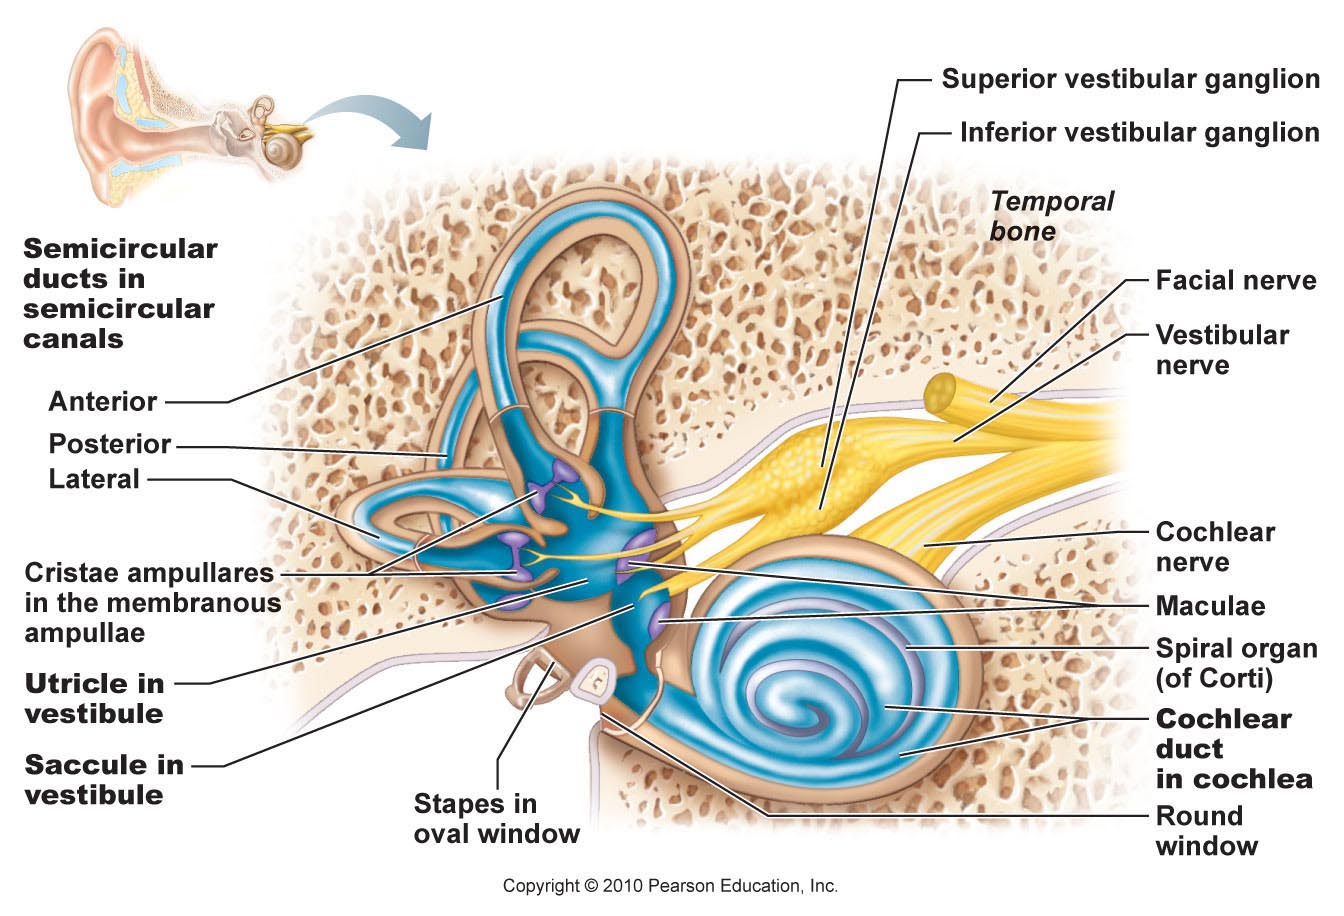 Superior vestibular ganglion
Inferior vestibular ganglion
Temporal
bone
Semicircular
ducts in
semicircular
canals
Facial nerve
Vestibular
nerve
Anterior
Posterior
Lateral
Cristae ampullares
in the membranous
ampullae
Utricle in
vestibule
Saccule in
vestibule
Stapes in
oval window
Cochlear
nerve
Maculae
Spiral organ
(of Corti)
Cochlear
duct
in cochlea
Round
window
Copyright © 2010 Pearson Education, Inc.